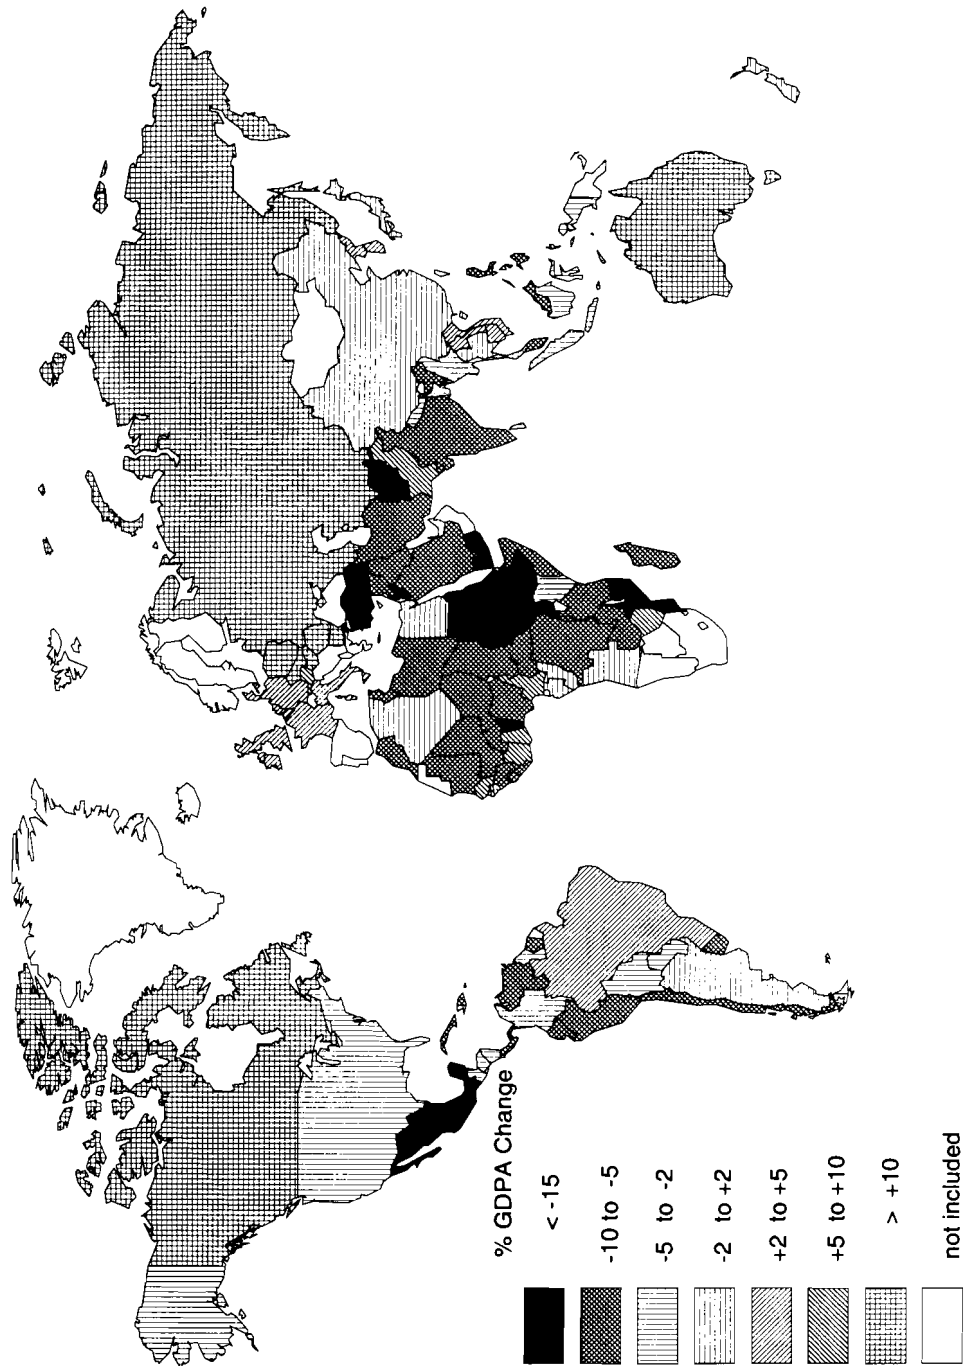 % GDPA Change
< -15
-10 to -5
-5 to -2
-2 to +2
+2 to +5
+5 to +10
> +10
not included